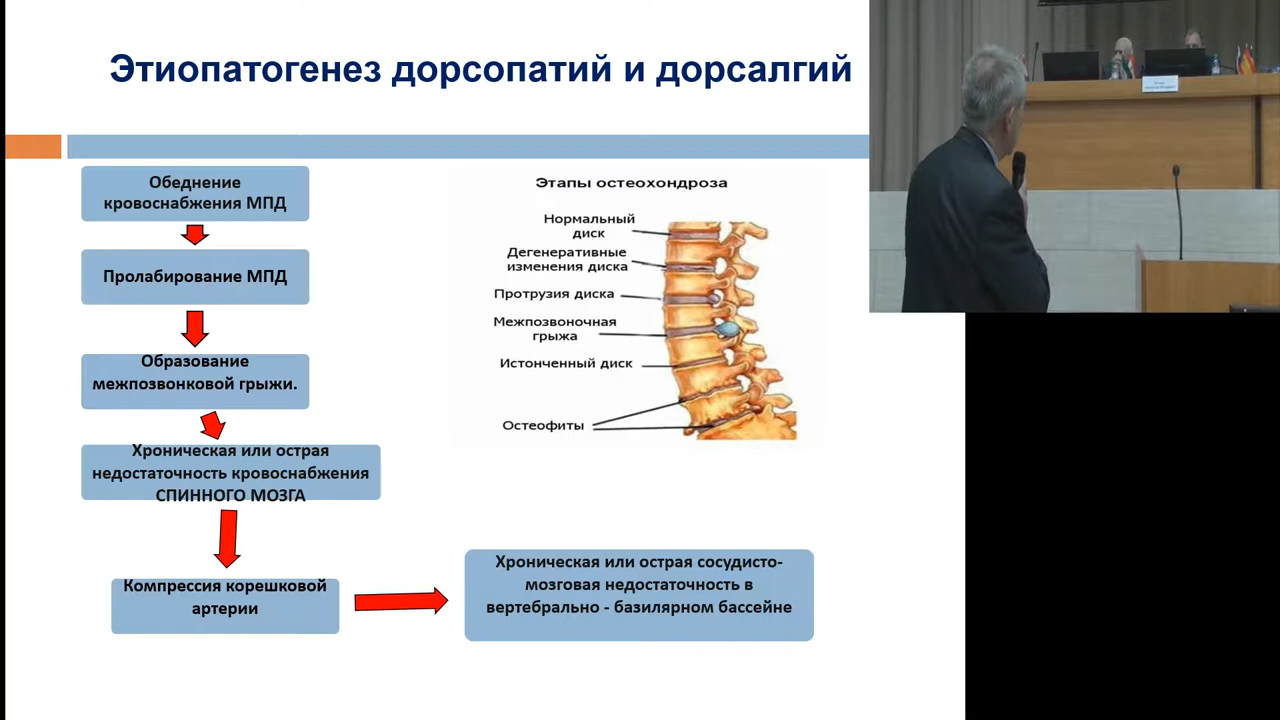 Этиопатогенез дорсопатий и дорсалгий
Обеднение
кровоснабжения МПД
Пролабирование МПД
Образование
межпозвонковой грыжи.
Хроническая или острая
недостаточность кровоснабжения
СПИННОГО МОЗГА
Компрессия корешковой
артерии
Хроническая или острая сосудисто-
мозговая недостаточность в
вертебрально - базилярном бассейне
Этапы остеохондроза
Нормальный
диск
Дегенеративные
изменения диска
Протрузия диска
Межпозвоночная
грыжа
Истонченный диск
Остеофиты